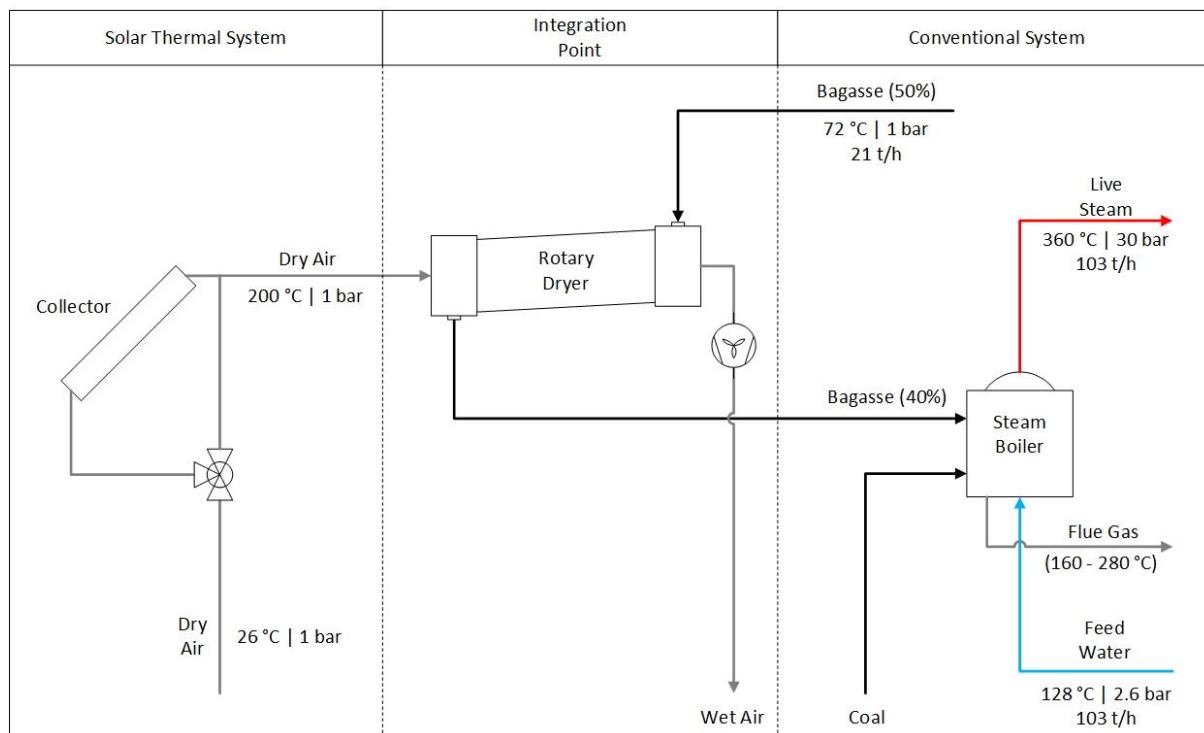 Solar Thermal System
Integration
Point
Conventional System
Bagasse (50%)
72 °C | 1 bar
21 t/h
Live
Steam
360 °C | 30 bar
103 t/h
Dry Air
200 °C | 1 bar
Rotary
Dryer
Collector
Bagasse (40%)
Steam
Boiler
Flue Gas
(160 - 280 °C)
Dry
Air
26 °C | 1 bar
Feed
Water
128 °C | 2.6 bar
103 t/h
Wet Air
Coal